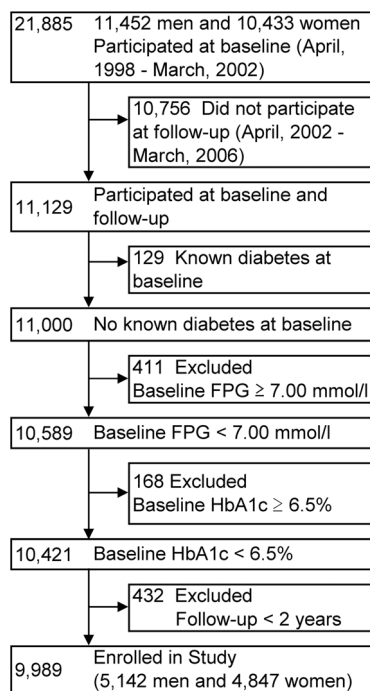 21,885 11,452 men and 10,433 women
Participated at baseline (April,
1998 - March, 2002)
10,756 Did not participate
at follow-up (April, 2002 -
March, 2006)
11,129 Participated at baseline and
follow-up
129 Known diabetes at
baseline
11,000 No known diabetes at baseline
411 Excluded
Baseline FPG ≥ 7.00 mmol/l
10,589 Baseline FPG < 7.00 mmol/l
168 Excluded
Baseline HbA1c ≥ 6.5%
10,421 Baseline HbA1c < 6.5%
432 Excluded
Follow-up < 2 years
9,989 Enrolled in Study
(5,142 men and 4,847 women)